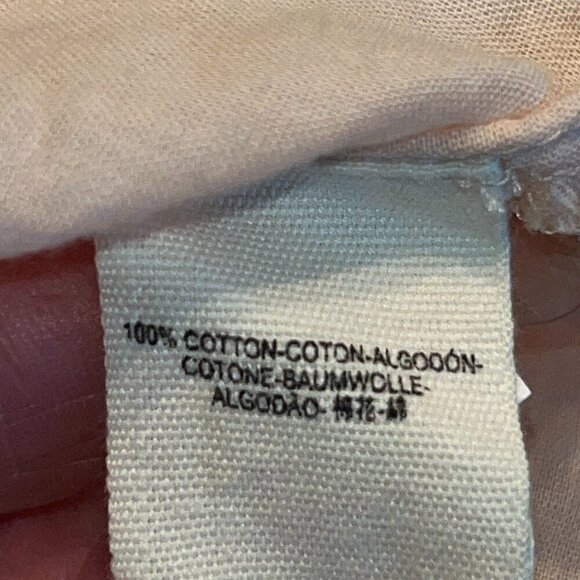 100% COTTON-COTON-ALGODÓN-
COTONE-BAUMWOLLE-
ALGODÃO-棉花-綿